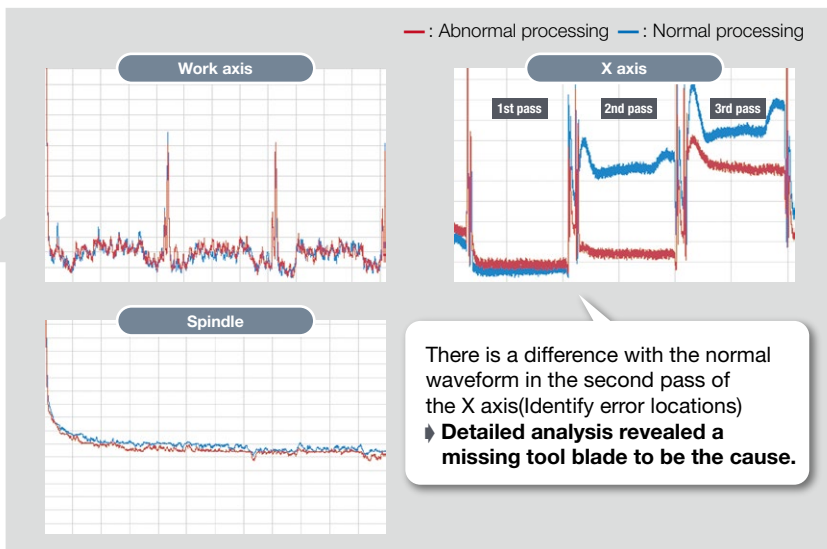 — : Abnormal processing — : Normal processing
Work axis
X axis
1st pass 2nd pass 3rd pass
Spindle
There is a difference with the normal
waveform in the second pass of
the X axis(Identify error locations)
Detailed analysis revealed a
missing tool blade to be the cause.